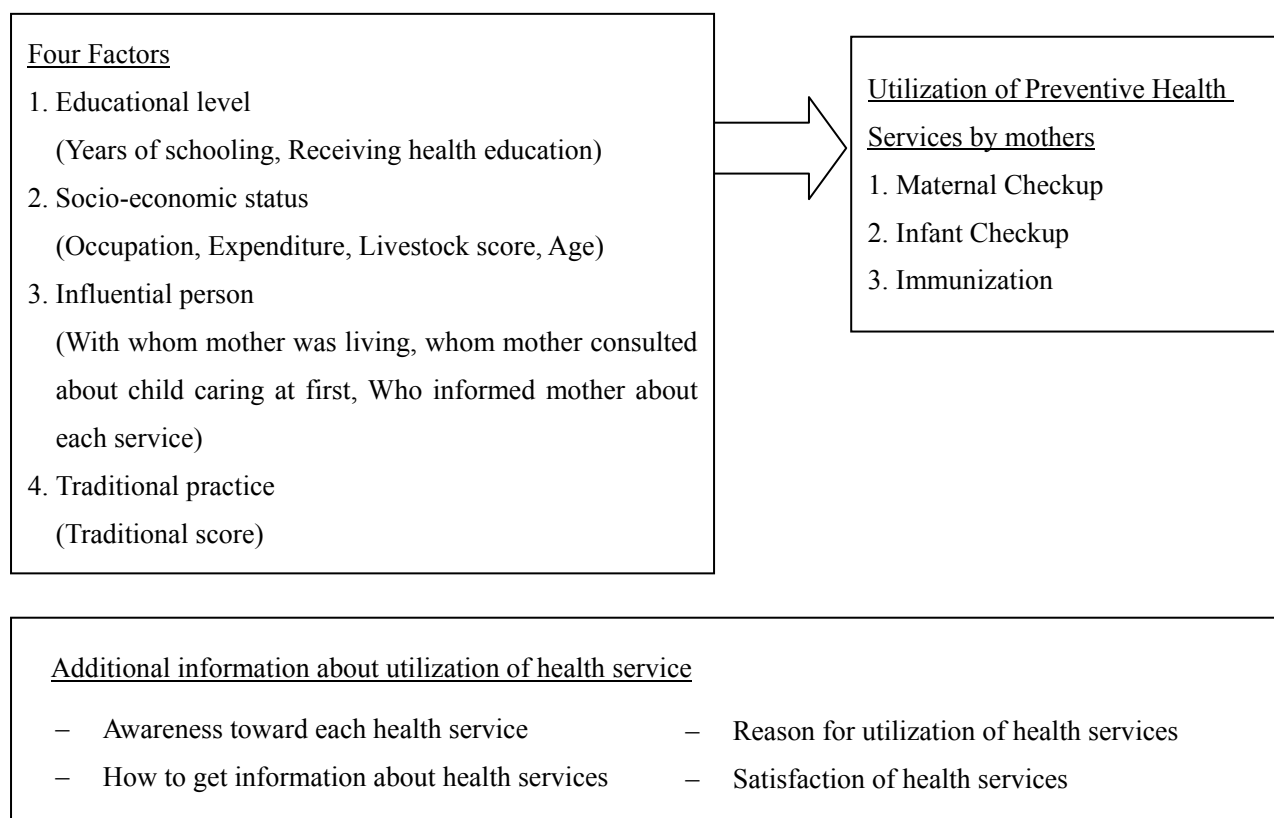 Four Factors
1. Educational level
(Years of schooling, Receiving health education)
2. Socio-economic status
(Occupation, Expenditure, Livestock score, Age)
3. Influential person
(With whom mother was living, whom mother consulted
about child caring at first, Who informed mother about
each service)
4. Traditional practice
(Traditional score)
Utilization of Preventive Health
Services by mothers
1. Maternal Checkup
2. Infant Checkup
3. Immunization
Additional information about utilization of health service
– Awareness toward each health service
– How to get information about health services
– Reason for utilization of health services
– Satisfaction of health services